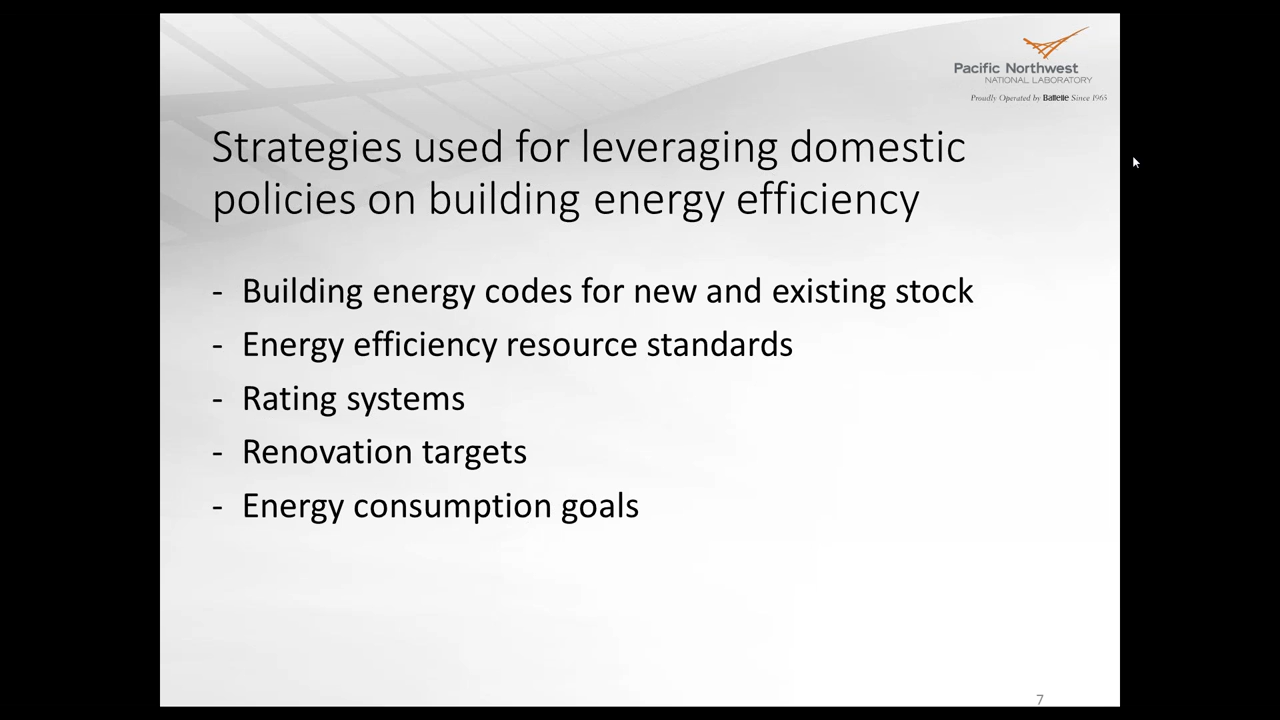 Pacific Northwest
NATIONAL LABORATORY
Proudly Operated by Battelle Since 1965
Strategies used for leveraging domestic
policies on building energy efficiency
- Building energy codes for new and existing stock
- Energy efficiency resource standards
- Rating systems
- Renovation targets
- Energy consumption goals
7